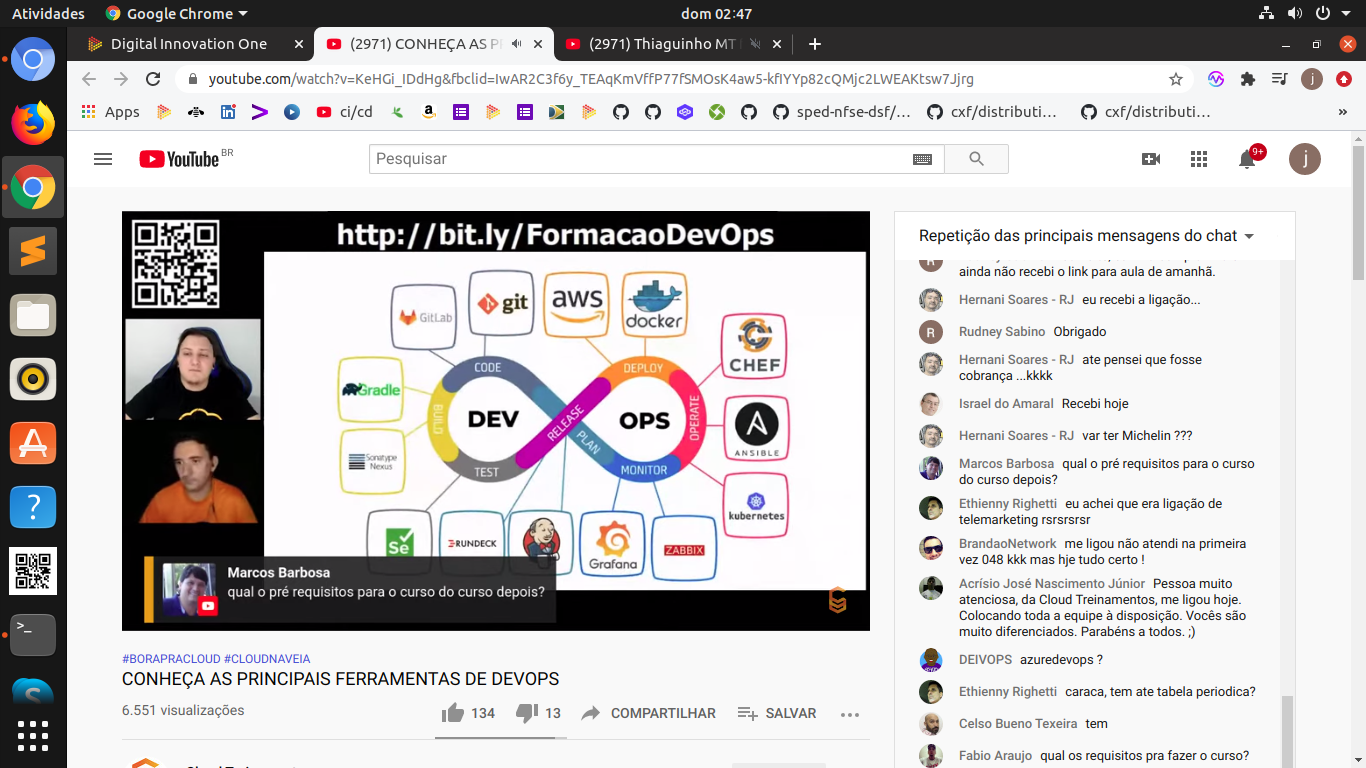 Atividades
Google Chrome
dom 02:47
Digital Innovation One
(2971) CONHEÇA AS P
(2971) Thiaguinho MT
youtube.com/watch?v=KeHGi_IDdHg&fbclid=IwAR2C3f6y_TEAqKmVffP77fSMOsK4aw5-kfIYYp82cQMjc2LWEAKtsw7Jjrg
j
Apps
ci/cd
sped-nfse-dsf/...
cxf/distributi...
cxf/distributi...
»
YouTube BR
Pesquisar
9+
j
http://bit.ly/FormacaoDevOps
GitLab
git
aws
docker
CHEF
Gradle
CODE
DEPLOY
BUILD
DEV
RELEASE
OPS
OPERATE
ANSIBLE
Sonatype
Nexus
PLAN
TEST
MONITOR
kubernetes
Se
RUNDECK
Grafana
ZABBIX
Marcos Barbosa
qual o pré requisitos para o curso do curso depois?
#BORAPRACLOUD #CLOUDNAVEIA
CONHEÇA AS PRINCIPAIS FERRAMENTAS DE DEVOPS
6.551 visualizações
134
13
COMPARTILHAR
SALVAR
Repetição das principais mensagens do chat
ainda não recebi o link para aula de amanhã.
Hernani Soares - RJ eu recebi a ligação...
R
Rudney Sabino Obrigado
Hernani Soares - RJ ate pensei que fosse
cobrança ...kkkk
Israel do Amaral Recebi hoje
Hernani Soares - RJ var ter Michelin ???
Marcos Barbosa qual o pré requisitos para o curso
do curso depois?
Ethienny Righetti eu achei que era ligação de
telemarketing rsrsrsrsr
BrandaoNetwork me ligou não atendi na primeira
vez 048 kkk mas hje tudo certo !
Acrísio José Nascimento Júnior Pessoa muito
atenciosa, da Cloud Treinamentos, me ligou hoje.
Colocando toda a equipe à disposição. Vocês são
muito diferenciados. Parabéns a todos. ;)
DEIVOPS azuredevops ?
Ethienny Righetti caraca, tem ate tabela periodica?
Celso Bueno Texeira tem
Fabio Araujo qual os requisitos pra fazer o curso?